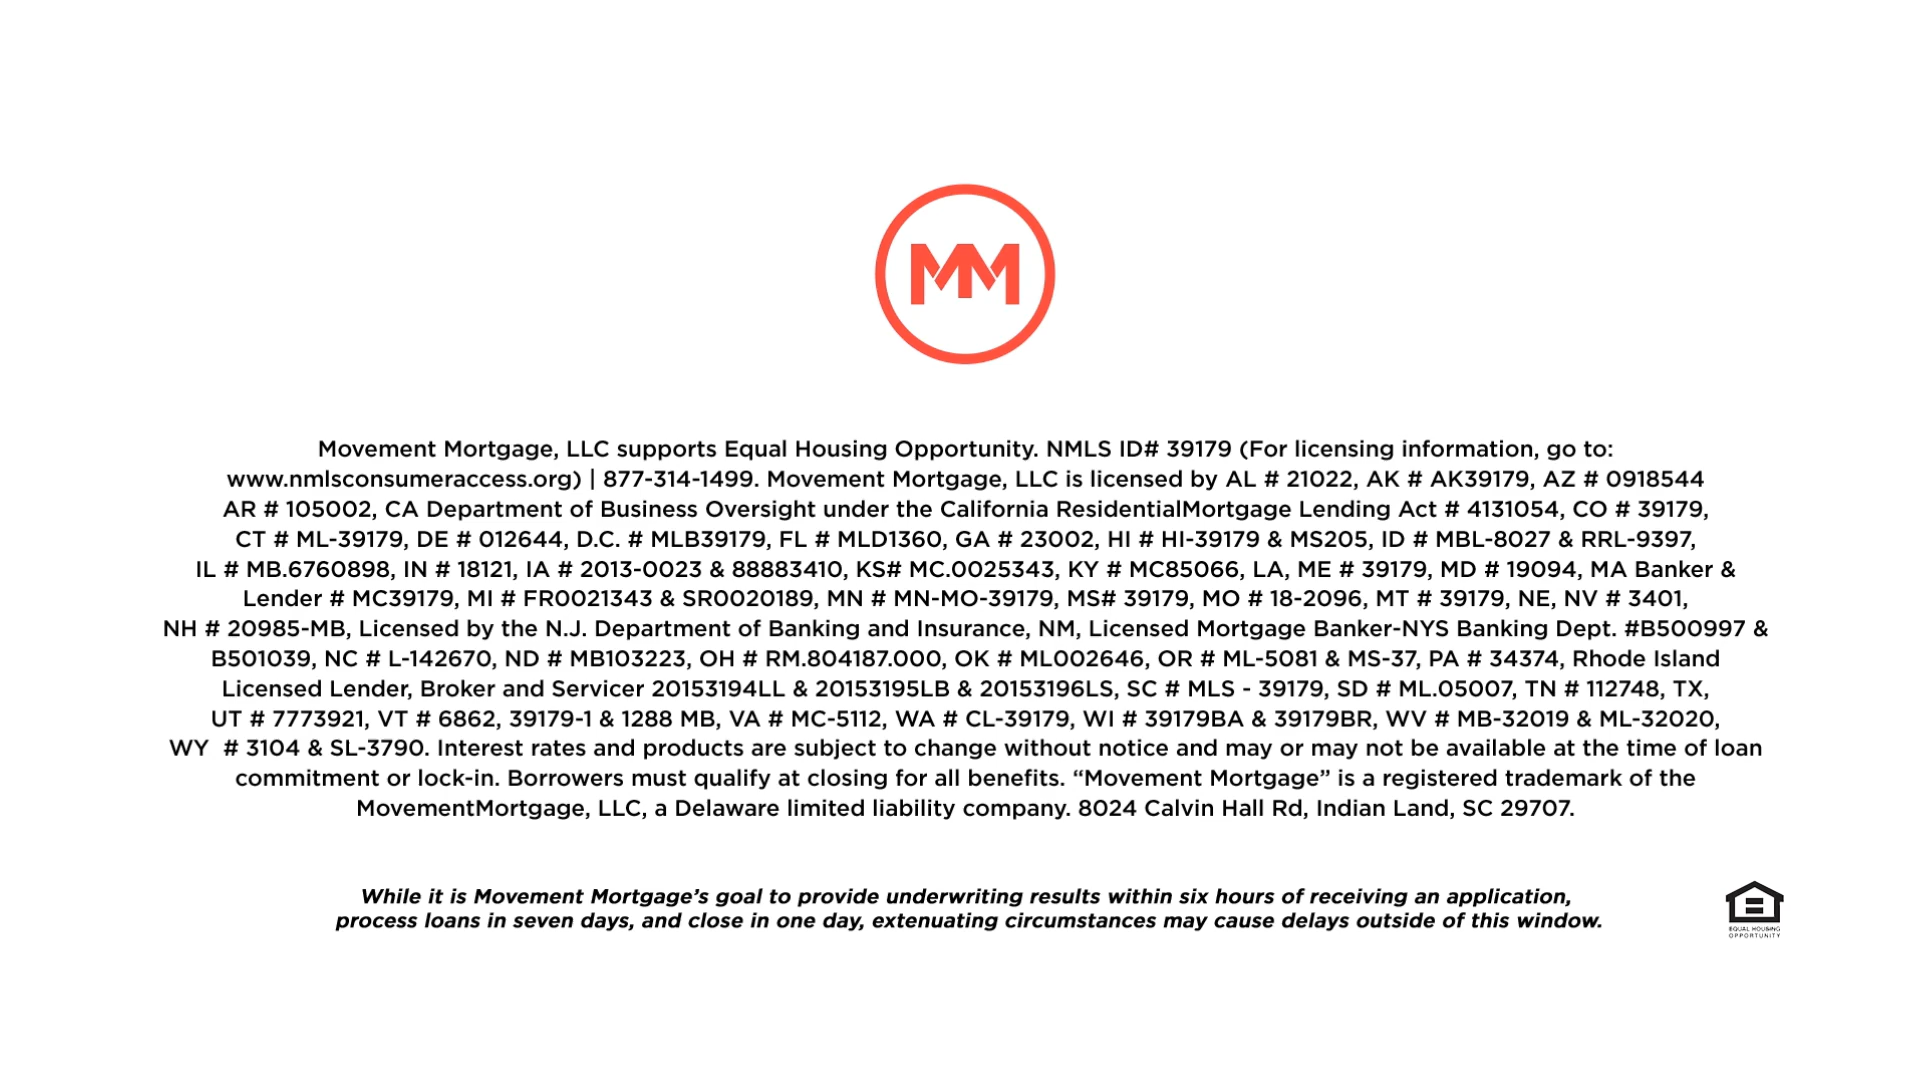 MM
Movement Mortgage, LLC supports Equal Housing Opportunity. NMLS ID# 39179 (For licensing information, go to:
www.nmlsconsumeraccess.org) | 877-314-1499. Movement Mortgage, LLC is licensed by AL # 21022, AK # AK39179, AZ # 0918544
AR # 105002, CA Department of Business Oversight under the California ResidentialMortgage Lending Act # 4131054, CO # 39179,
CT # ML-39179, DE # 012644, D.C. # MLB39179, FL # MLD1360, GA # 23002, HI # HI-39179 & MS205, ID # MBL-8027 & RRL-9397,
IL # MB.6760898, IN # 18121, IA # 2013-0023 & 88883410, KS# MC.0025343, KY # MC85066, LA, ME # 39179, MD # 19094, MA Banker &
Lender # MC39179, MI # FR0021343 & SR0020189, MN # MN-MO-39179, MS# 39179, MO # 18-2096, MT # 39179, NE, NV # 3401,
NH # 20985-MB, Licensed by the N.J. Department of Banking and Insurance, NM, Licensed Mortgage Banker-NYS Banking Dept. #B500997 &
B501039, NC # L-142670, ND # MB103223, OH # RM.804187.000, OK # ML002646, OR # ML-5081 & MS-37, PA # 34374, Rhode Island
Licensed Lender, Broker and Servicer 20153194LL & 20153195LB & 20153196LS, SC # MLS - 39179, SD # ML.05007, TN # 112748, TX,
UT # 7773921, VT # 6862, 39179-1 & 1288 MB, VA # MC-5112, WA # CL-39179, WI # 39179BA & 39179BR, WV # MB-32019 & ML-32020,
WY  # 3104 & SL-3790. Interest rates and products are subject to change without notice and may or may not be available at the time of loan
commitment or lock-in. Borrowers must qualify at closing for all benefits. “Movement Mortgage” is a registered trademark of the
MovementMortgage, LLC, a Delaware limited liability company. 8024 Calvin Hall Rd, Indian Land, SC 29707.
While it is Movement Mortgage’s goal to provide underwriting results within six hours of receiving an application,
process loans in seven days, and close in one day, extenuating circumstances may cause delays outside of this window.
EQUAL HOUSING
OPPORTUNITY